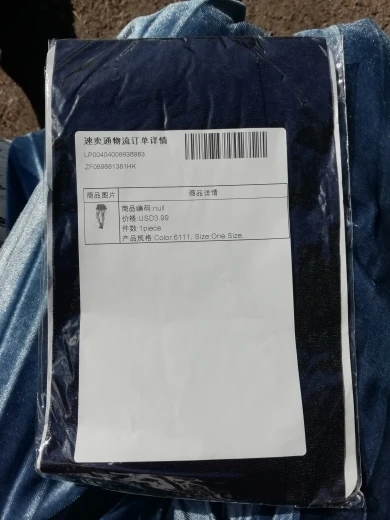 速卖通物流订单详情
LP00404009936963
ZF089881381HK
商品图片 商品详情
商品编码:null
价格:USD3.99
件数:1piece
产品规格:Color:6111, Size:One Size,